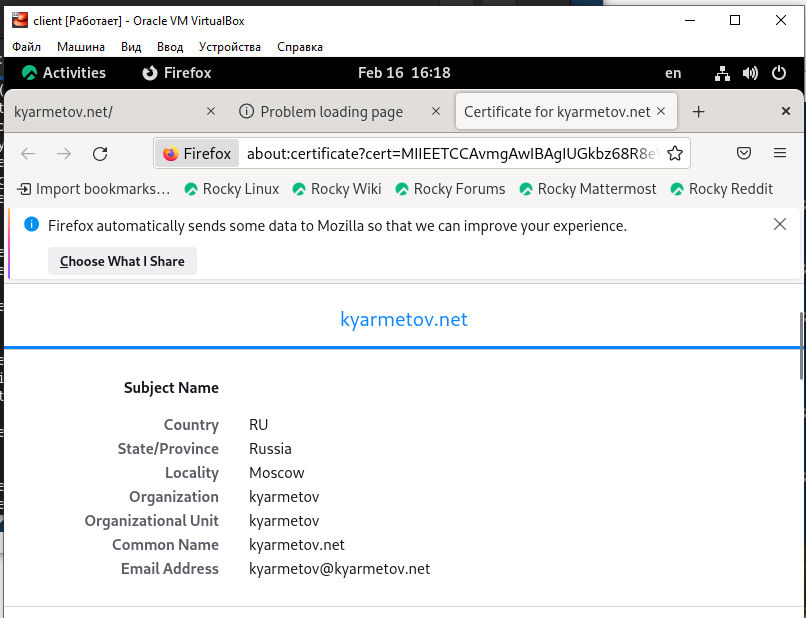 client [Работает] - Oracle VM VirtualBox
Файл Машина Вид Ввод Устройства Справка
Activities Firefox Feb 16 16:18 en
kyarmetov.net/ Problem loading page Certificate for kyarmetov.net
Firefox about:certificate?cert=MIIEETCCAvmgAwIBAgIUGkbz68R8e
Import bookmarks… Rocky Linux Rocky Wiki Rocky Forums Rocky Mattermost Rocky Reddit
Firefox automatically sends some data to Mozilla so that we can improve your experience.
Choose What I Share
kyarmetov.net
Subject Name
Country RU
State/Province Russia
Locality Moscow
Organization kyarmetov
Organizational Unit kyarmetov
Common Name kyarmetov.net
Email Address kyarmetov@kyarmetov.net